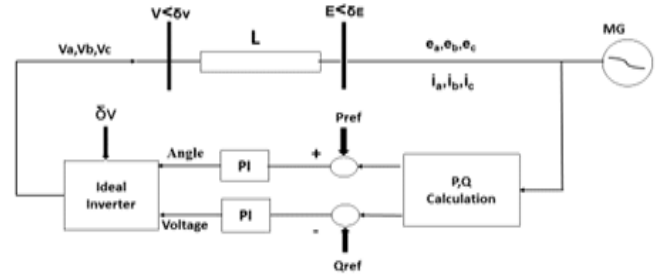 V<δv
E<δE
MG
L
Va,Vb,Vc
ea,eb,ec
ia,ib,ic
δV
Pref
Angle
PI
+
Ideal
Inverter
P,Q
Calculation
Voltage
PI
-
Qref